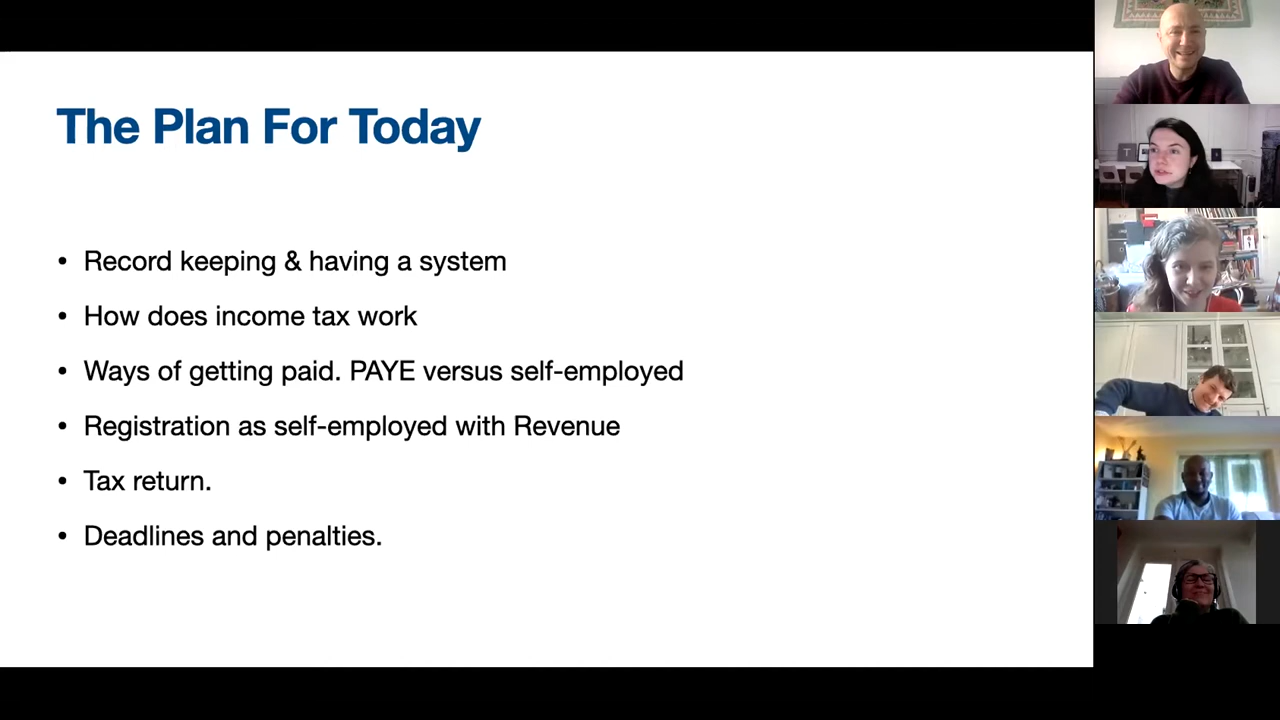 The Plan For Today
• Record keeping & having a system
• How does income tax work
• Ways of getting paid. PAYE versus self-employed
• Registration as self-employed with Revenue
• Tax return.
• Deadlines and penalties.